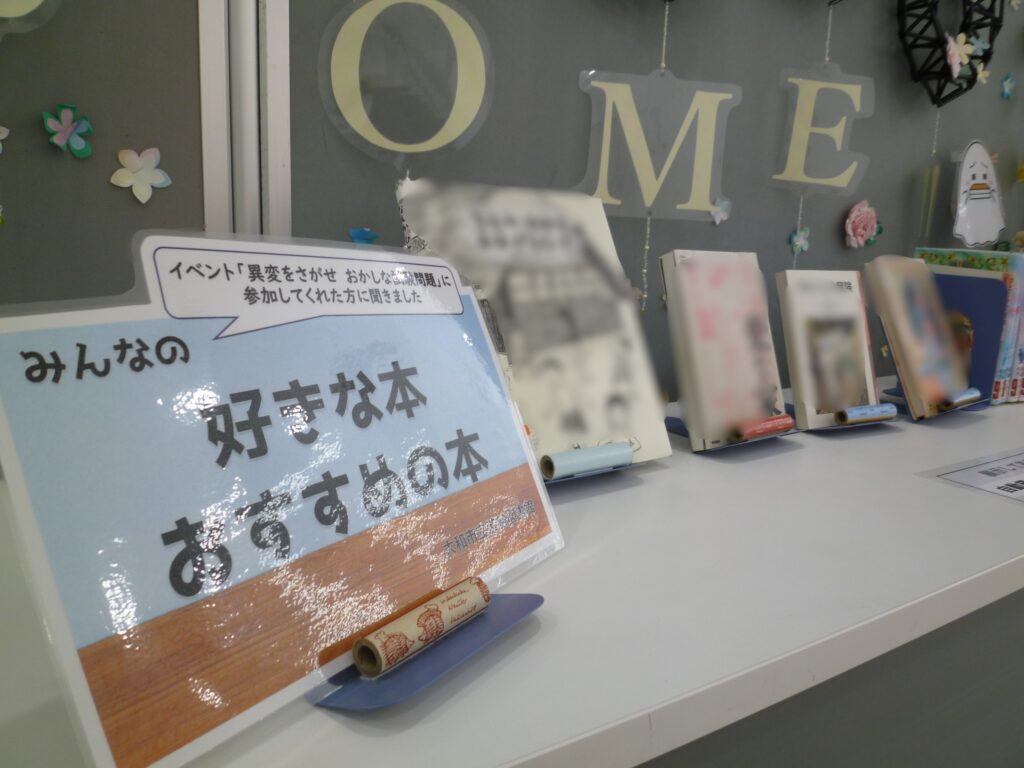 OME
イベント「異変をさがせ おかしな試験問題」に
参加してくれた方に聞きました
みんなの
好きな本
おすすめの本